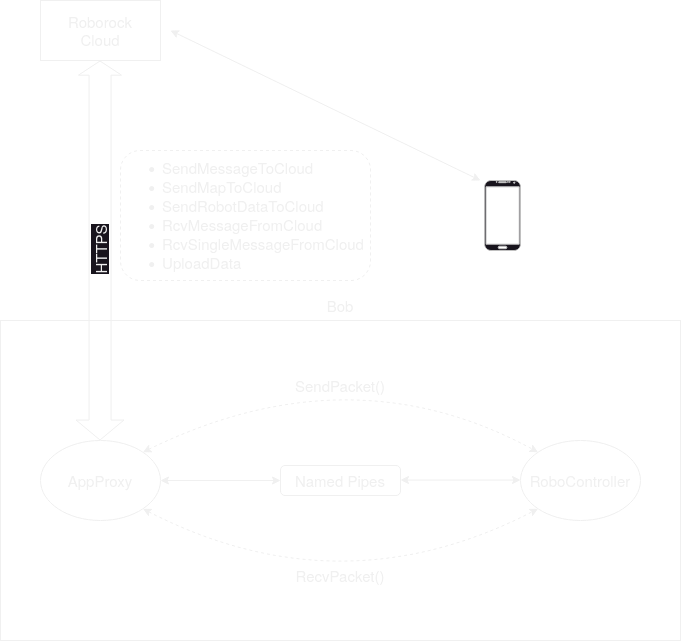 Roborock
Cloud
SendMessageToCloud
SendMapToCloud
SendRobotDataToCloud
RcvMessageFromCloud
RcvSingleMessageFromCloud
UploadData
HTTPS
Bob
SendPacket()
AppProxy
Named Pipes
RoboController
RecvPacket()